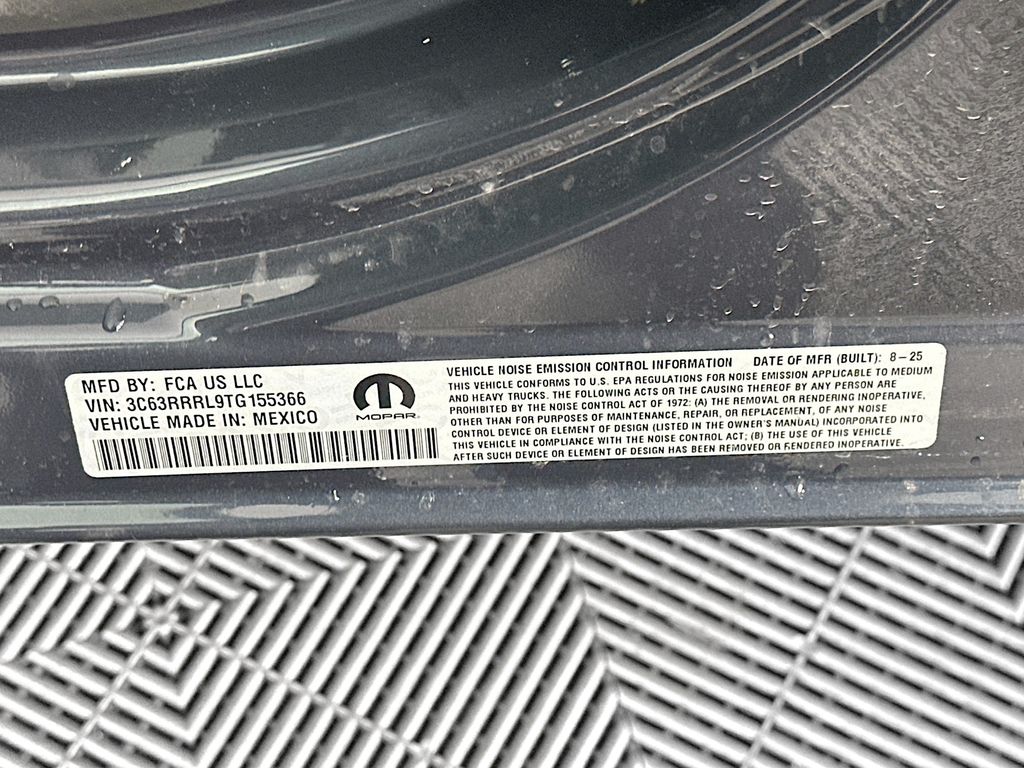 MFD BY: FCA US LLC
VIN: 3C63RRRL9TG155366
VEHICLE MADE IN: MEXICO
MOPAR
VEHICLE NOISE EMISSION CONTROL INFORMATION DATE OF MFR (BUILT): 8-25
THIS VEHICLE CONFORMS TO U.S. EPA REGULATIONS FOR NOISE EMISSION APPLICABLE TO MEDIUM
AND HEAVY TRUCKS. THE FOLLOWING ACTS OR THE CAUSING THEREOF BY ANY PERSON
PROHIBITED BY THE NOISE CONTROL ACT OF 1972: (A) THE REMOVAL OR RENDERING INOPERATIVE,
OTHER THAN FOR PURPOSES OF MAINTENANCE, REPAIR, OR REPLACEMENT, OF ANY NOISE
CONTROL DEVICE OR ELEMENT OF DESIGN (LISTED IN THE OWNER'S MANUAL) INCORPORATED INTO
THIS VEHICLE IN COMPLIANCE WITH THE NOISE CONTROL ACT; (B) THE USE OF THIS VEHICLE
AFTER SUCH DEVICE OR ELEMENT OF DESIGN HAS BEEN REMOVED OR RENDERED INOPERATIVE.